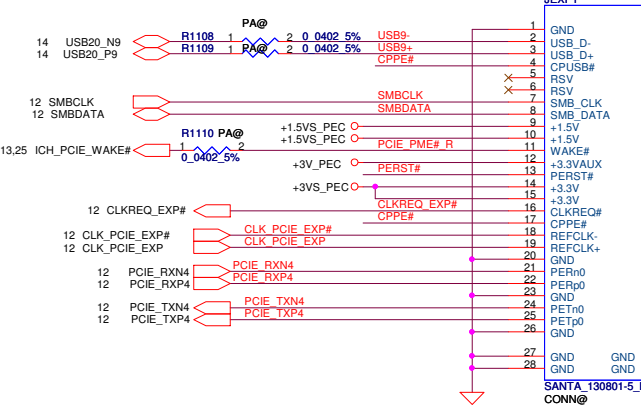 JEXP1
PA@
14 USB20_N9 R1108 1 2 0_0402_5% USB9- 1 GND
14 USB20_P9 R1109 1 PA@ 2 0_0402_5% USB9+ 2 USB_D-
3 USB_D+
CPPE# 4 CPUSB#
5 RSV
6 RSV
12 SMBCLK SMBCLK 7 SMB_CLK
12 SMBDATA SMBDATA 8 SMB_DATA
+1.5VS_PEC 9 +1.5V
+1.5VS_PEC 10 +1.5V
R1110 PA@
13,25 ICH_PCIE_WAKE# 1 2 PCIE_PME#_R 11 WAKE#
0_0402_5%
+3V_PEC 12 +3.3VAUX
PERST# 13 PERST#
+3VS_PEC 14 +3.3V
15 +3.3V
12 CLKREQ_EXP# CLKREQ_EXP# 16 CLKREQ#
CPPE# 17 CPPE#
12 CLK_PCIE_EXP# CLK_PCIE_EXP# 18 REFCLK-
12 CLK_PCIE_EXP CLK_PCIE_EXP 19 REFCLK+
20 GND
12 PCIE_RXN4 PCIE_RXN4 21 PERn0
12 PCIE_RXP4 PCIE_RXP4 22 PERp0
23 GND
12 PCIE_TXN4 PCIE_TXN4 24 PETn0
12 PCIE_TXP4 PCIE_TXP4 25 PETp0
26 GND
27 GND GND
28 GND GND
SANTA_130801-5_
CONN@